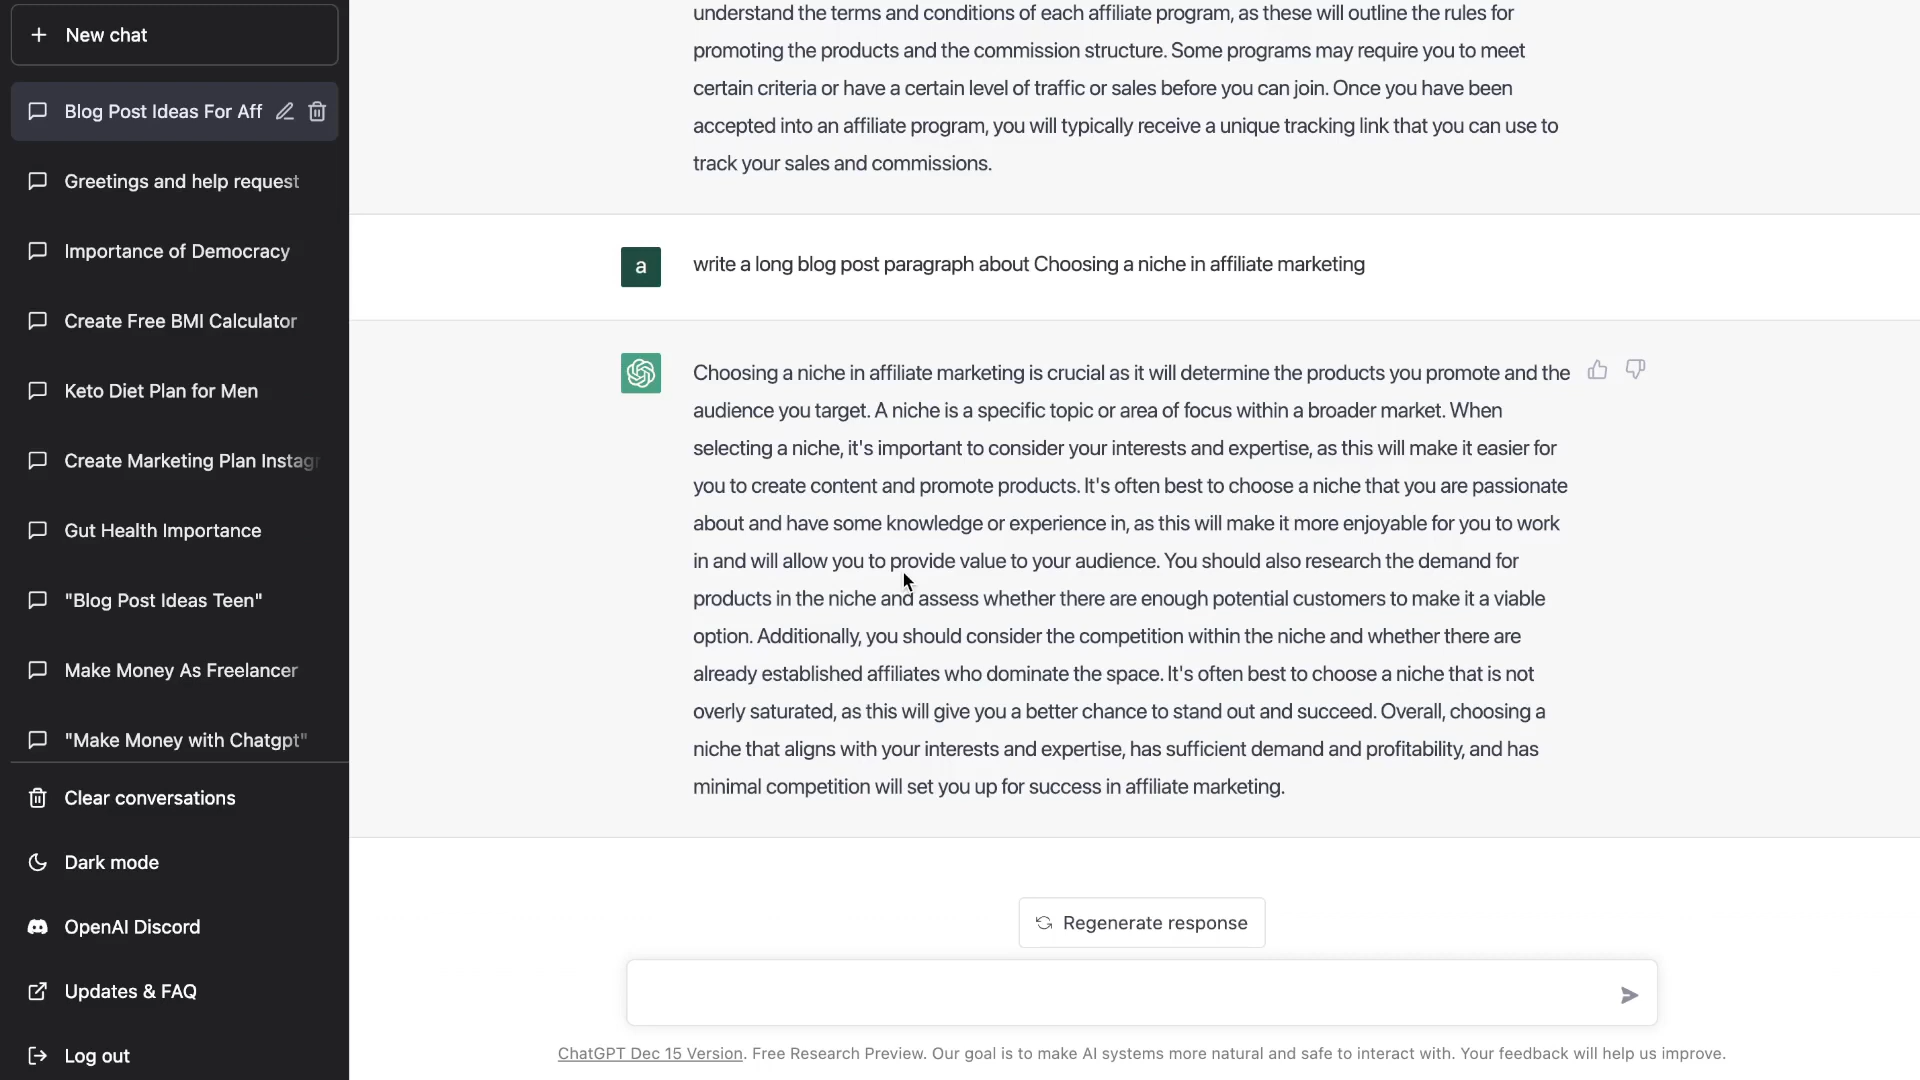 New chat
Blog Post Ideas For Aff
Greetings and help request
Importance of Democracy
Create Free BMI Calculator
Keto Diet Plan for Men
Create Marketing Plan Instagr
Gut Health Importance
"Blog Post Ideas Teen"
Make Money As Freelancer
"Make Money with Chatgpt"
Clear conversations
Dark mode
OpenAI Discord
Updates & FAQ
Log out
understand the terms and conditions of each affiliate program, as these will outline the rules for
promoting the products and the commission structure. Some programs may require you to meet
certain criteria or have a certain level of traffic or sales before you can join. Once you have been
accepted into an affiliate program, you will typically receive a unique tracking link that you can use to
track your sales and commissions.
a
write a long blog post paragraph about Choosing a niche in affiliate marketing
Choosing a niche in affiliate marketing is crucial as it will determine the products you promote and the
audience you target. A niche is a specific topic or area of focus within a broader market. When
selecting a niche, it's important to consider your interests and expertise, as this will make it easier for
you to create content and promote products. It's often best to choose a niche that you are passionate
about and have some knowledge or experience in, as this will make it more enjoyable for you to work
in and will allow you to provide value to your audience. You should also research the demand for
products in the niche and assess whether there are enough potential customers to make it a viable
option. Additionally, you should consider the competition within the niche and whether there are
already established affiliates who dominate the space. It's often best to choose a niche that is not
overly saturated, as this will give you a better chance to stand out and succeed. Overall, choosing a
niche that aligns with your interests and expertise, has sufficient demand and profitability, and has
minimal competition will set you up for success in affiliate marketing.
Regenerate response
ChatGPT Dec 15 Version. Free Research Preview. Our goal is to make AI systems more natural and safe to interact with. Your feedback will help us improve.